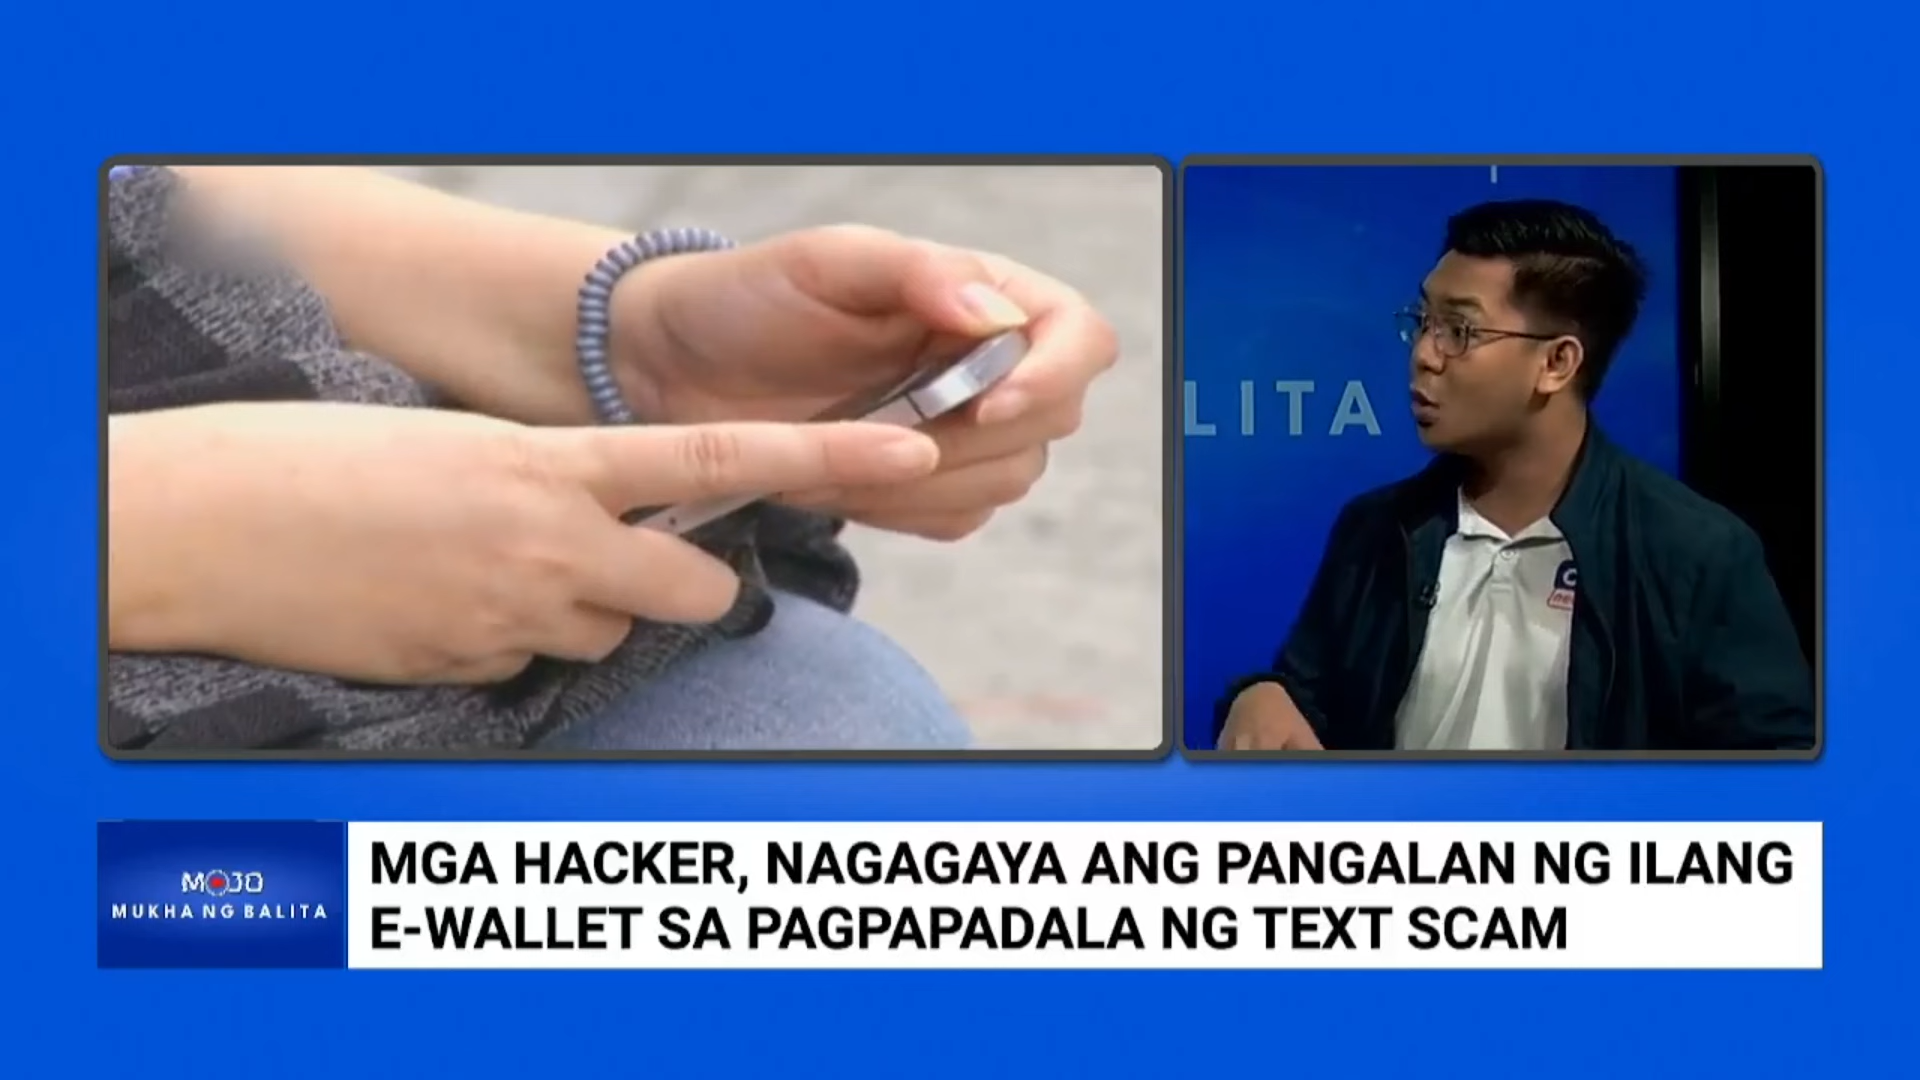 LITA
MOJO
MUKHA NG BALITA
MGA HACKER, NAGAGAYA ANG PANGALAN NG ILANG
E-WALLET SA PAGPAPADALA NG TEXT SCAM